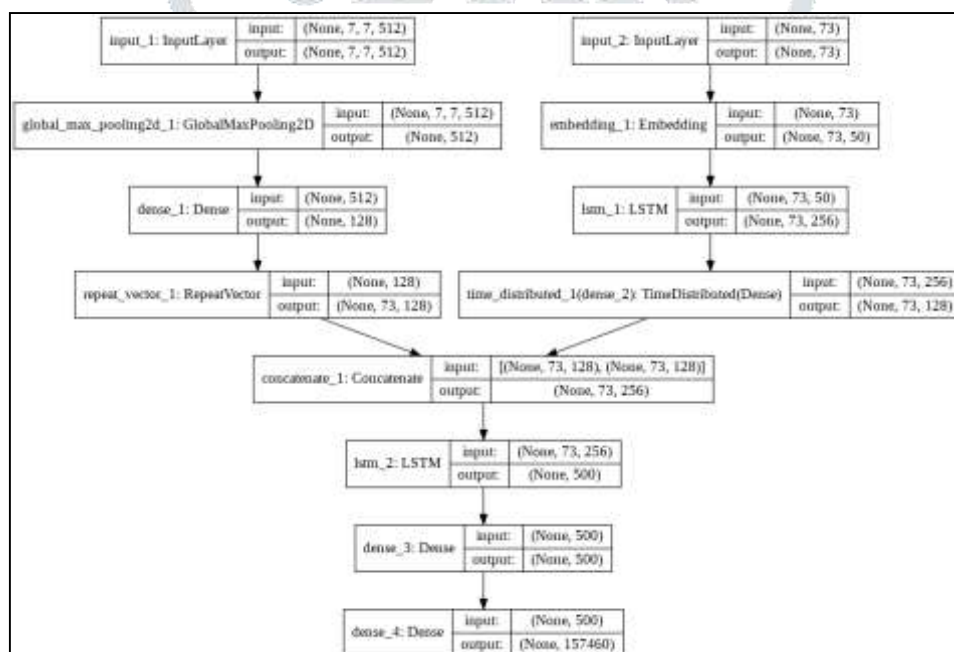 input_1: InputLayer
input: (None, 7, 7, 512)
output: (None, 7, 7, 512)
input_2: InputLayer
input: (None, 73)
output: (None, 73)
global_max_pooling2d_1: GlobalMaxPooling2D
input: (None, 7, 7, 512)
output: (None, 512)
embedding_1: Embedding
input: (None, 73)
output: (None, 73, 50)
dense_1: Dense
input: (None, 512)
output: (None, 128)
lstm_1: LSTM
input: (None, 73, 50)
output: (None, 73, 256)
repeat_vector_1: RepeatVector
input: (None, 128)
output: (None, 73, 128)
time_distributed_1(dense_2): TimeDistributed(Dense)
input: (None, 73, 256)
output: (None, 73, 128)
concatenate_1: Concatenate
input: [(None, 73, 128), (None, 73, 128)]
output: (None, 73, 256)
lstm_2: LSTM
input: (None, 73, 256)
output: (None, 500)
dense_3: Dense
input: (None, 500)
output: (None, 500)
dense_4: Dense
input: (None, 500)
output: (None, 157460)